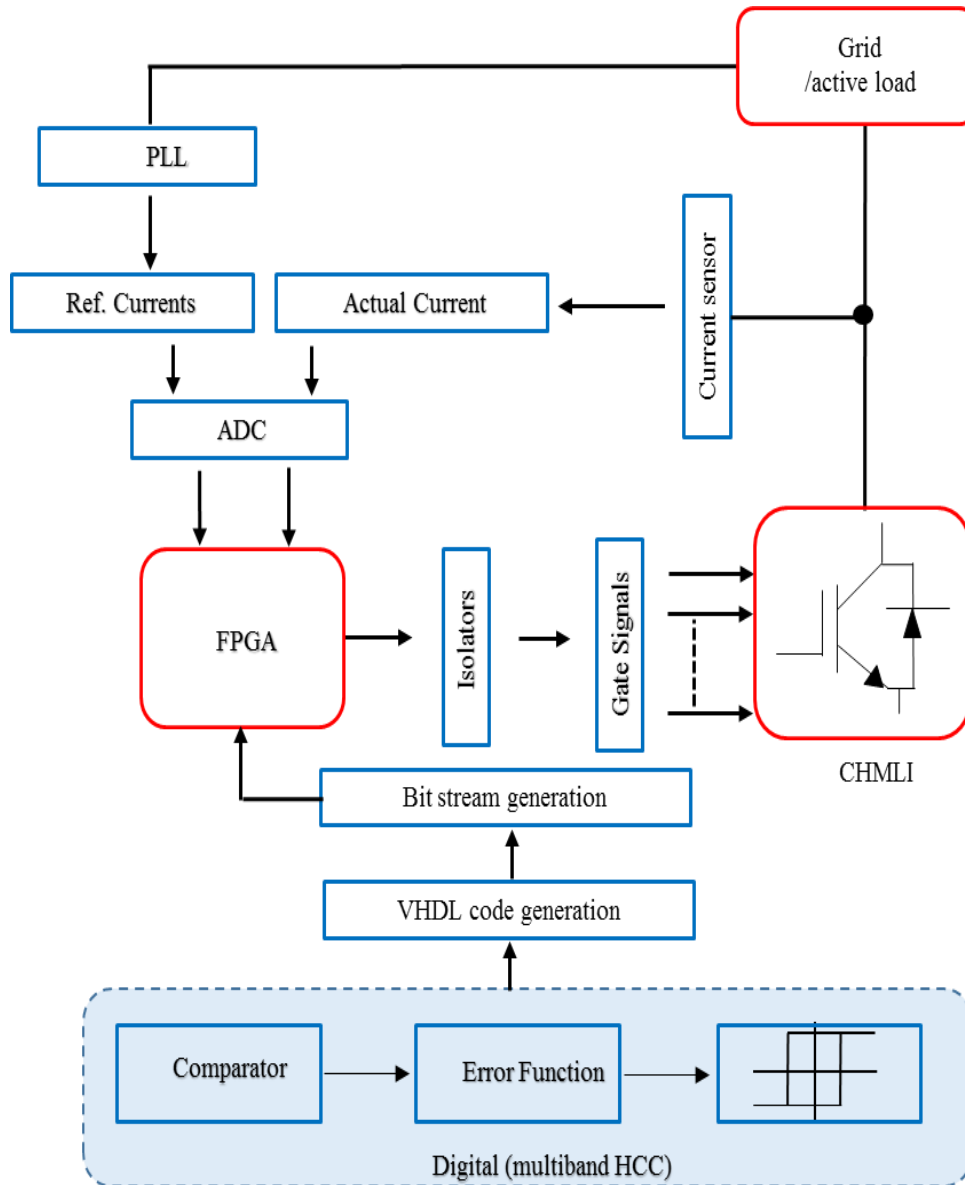 Grid
/active load
PLL
Current sensor
Ref. Currents
Actual Current
ADC
FPGA
Isolators
Gate Signals
CHMLI
Bit stream generation
VHDL code generation
Comparator
Error Function
Digital (multiband HCC)